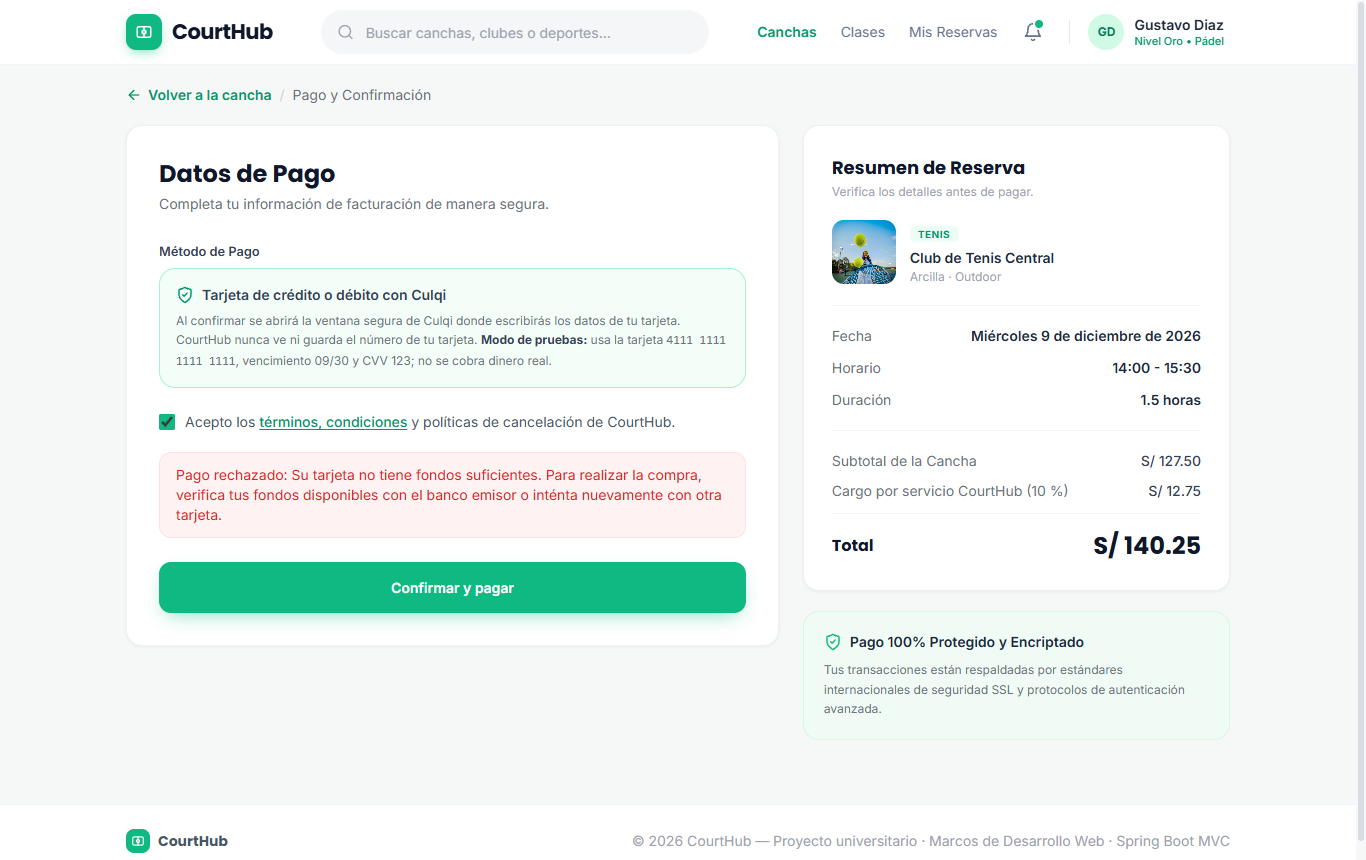 CourtHub
Buscar canchas, clubes o deportes...
Canchas
Clases
Mis Reservas
GD
Gustavo Diaz
Nivel Oro • Pádel
Volver a la cancha / Pago y Confirmación
Datos de Pago
Completa tu información de facturación de manera segura.
Método de Pago
Tarjeta de crédito o débito con Culqi
Al confirmar se abrirá la ventana segura de Culqi donde escribirás los datos de tu tarjeta.
CourtHub nunca ve ni guarda el número de tu tarjeta. Modo de pruebas: usa la tarjeta 4111 1111
1111 1111, vencimiento 09/30 y CVV 123; no se cobra dinero real.
Acepto los términos, condiciones y políticas de cancelación de CourtHub.
Pago rechazado: Su tarjeta no tiene fondos suficientes. Para realizar la compra,
verifica tus fondos disponibles con el banco emisor o inténta nuevamente con otra
tarjeta.
Confirmar y pagar
Resumen de Reserva
Verifica los detalles antes de pagar.
TENIS
Club de Tenis Central
Arcilla · Outdoor
Fecha Miércoles 9 de diciembre de 2026
Horario 14:00 - 15:30
Duración 1.5 horas
Subtotal de la Cancha S/ 127.50
Cargo por servicio CourtHub (10 %) S/ 12.75
Total S/ 140.25
Pago 100% Protegido y Encriptado
Tus transacciones están respaldadas por estándares
internacionales de seguridad SSL y protocolos de autenticación
avanzada.
CourtHub
© 2026 CourtHub — Proyecto universitario · Marcos de Desarrollo Web · Spring Boot MVC